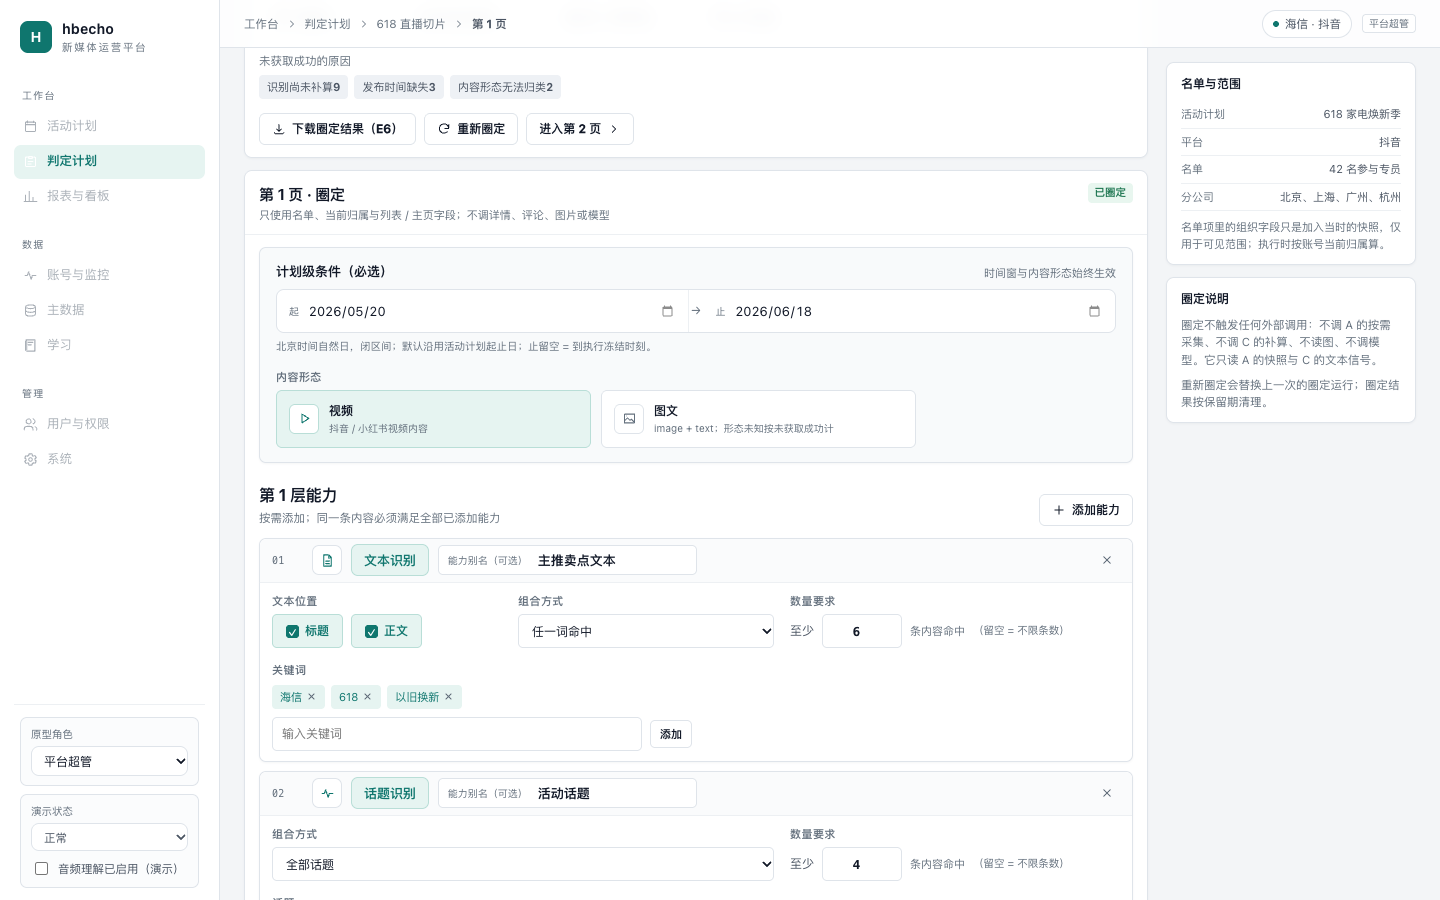 H
hbecho
新媒体运营平台
工作台
活动计划
判定计划
报表与看板
数据
账号与监控
主数据
学习
管理
用户与权限
系统
原型角色
平台超管
演示状态
正常
音频理解已启用（演示）
工作台 > 判定计划 > 618 直播切片 > 第 1 页
海信 · 抖音
平台超管
未获取成功的原因
识别尚未补算9 发布时间缺失3 内容形态无法归类2
下载圈定结果（E6） 重新圈定 进入第 2 页
第 1 页 · 圈定
已圈定
只使用名单、当前归属与列表 / 主页字段；不调详情、评论、图片或模型
计划级条件（必选）
时间窗与内容形态始终生效
起 2026/05/20 → 止 2026/06/18
北京时间自然日，闭区间；默认沿用活动计划起止日；止留空 = 到执行冻结时刻。
内容形态
视频
抖音 / 小红书视频内容
图文
image + text；形态未知按未获取成功计
第 1 层能力
按需添加；同一条内容必须满足全部已添加能力
添加能力
01 文本识别 能力别名（可选） 主推卖点文本
文本位置 组合方式 数量要求
标题 正文 任一词命中 至少 6 条内容命中 （留空 = 不限条数）
关键词
海信 × 618 × 以旧换新 ×
输入关键词 添加
02 话题识别 能力别名（可选） 活动话题
组合方式 数量要求
全部话题 至少 4 条内容命中 （留空 = 不限条数）
名单与范围
活动计划 618 家电焕新季
平台 抖音
名单 42 名参与专员
分公司 北京、上海、广州、杭州
名单项里的组织字段只是加入当时的快照，仅
用于可见范围；执行时按账号当前归属算。
圈定说明
圈定不触发任何外部调用：不调 A 的按需
采集、不调 C 的补算、不读图、不调模
型。它只读 A 的快照与 C 的文本信号。
重新圈定会替换上一次的圈定运行；圈定结
果按保留期清理。